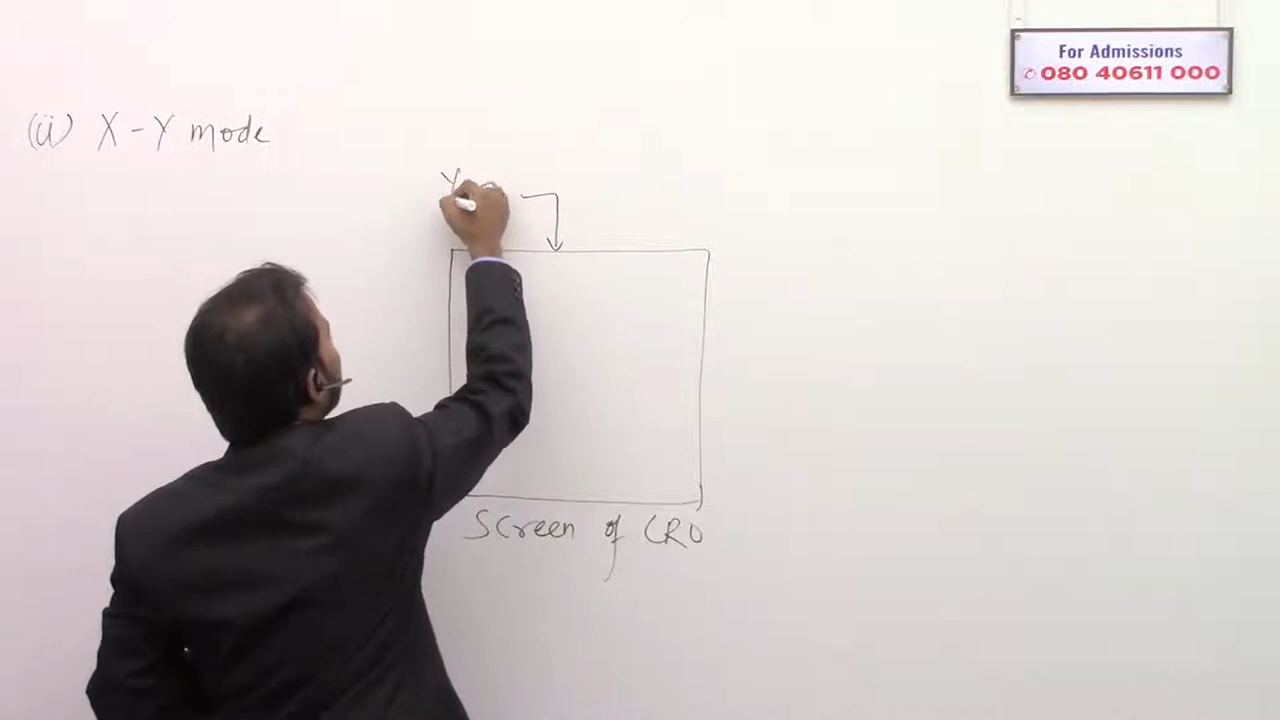 For Admissions
✆ 080 40611 000
(ii) X - Y mode
Y
Screen of CRO